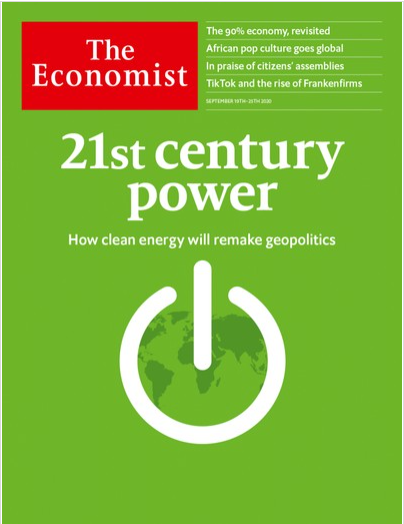 The
Economist
The 90% economy, revisited
African pop culture goes global
In praise of citizens' assemblies
TikTok and the rise of Frankenfirms
SEPTEMBER 19TH–25TH 2020
21st century
power
How clean energy will remake geopolitics